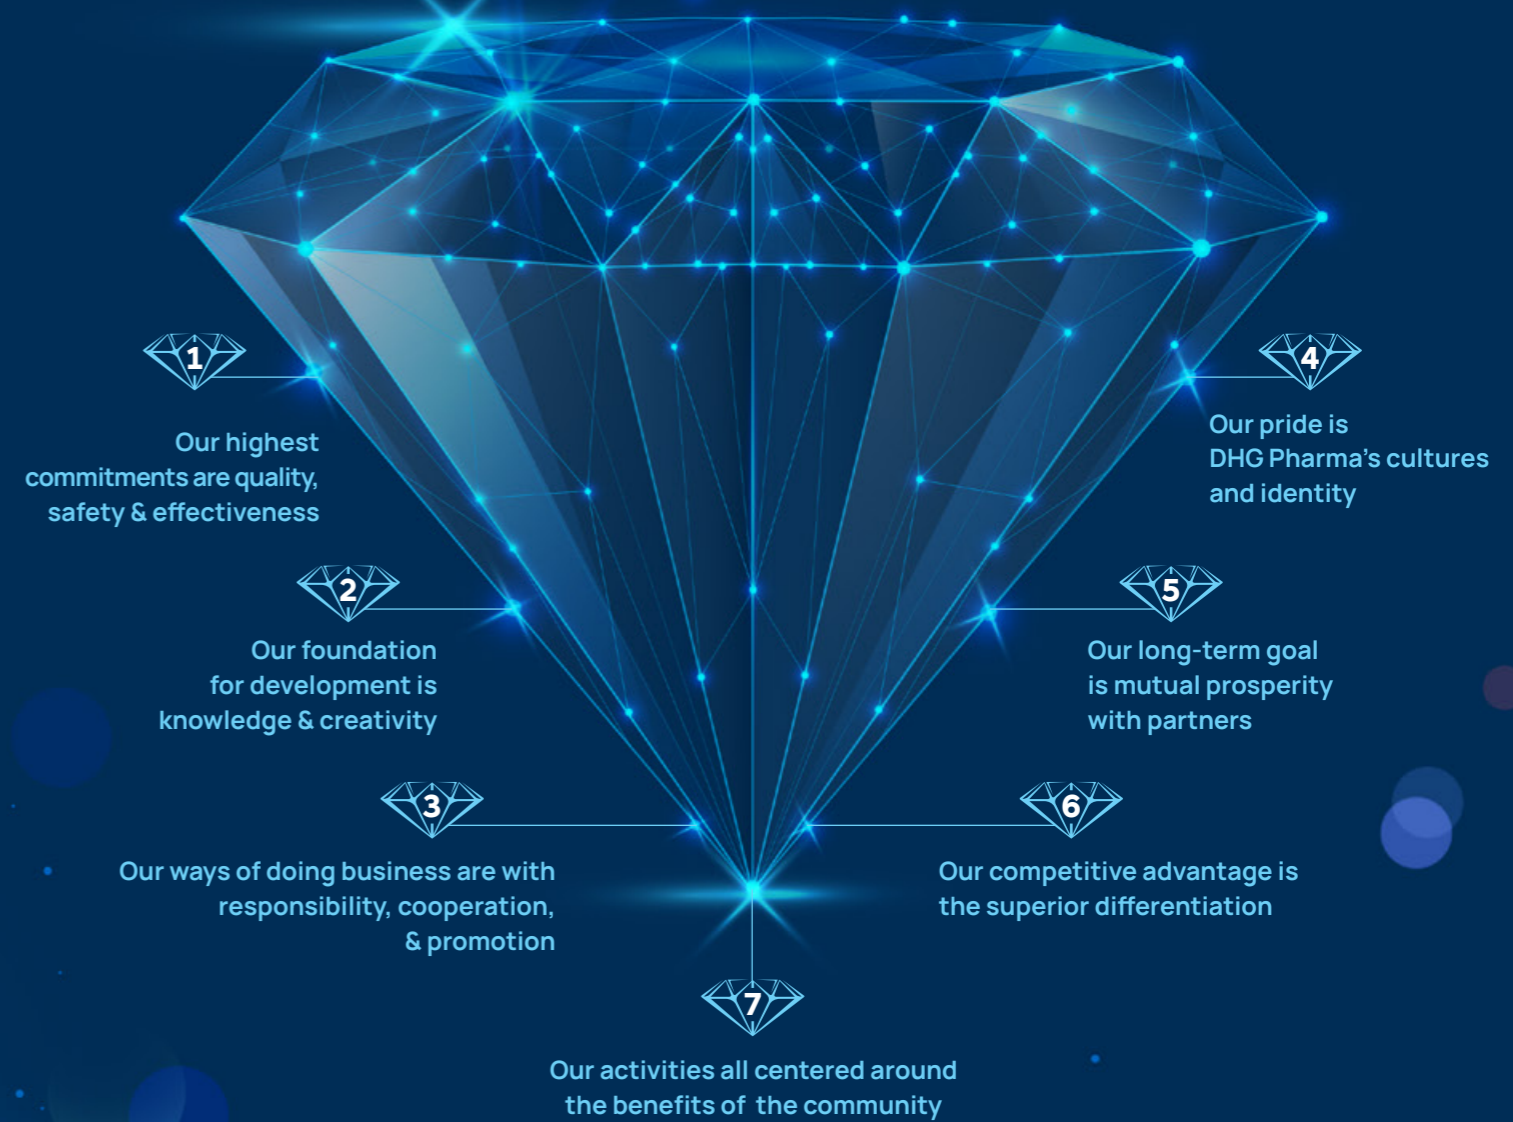 1
Our highest
commitments are quality,
safety & effectiveness
2
Our foundation
for development is
knowledge & creativity
3
Our ways of doing business are with
responsibility, cooperation,
& promotion
4
Our pride is
DHG Pharma’s cultures
and identity
5
Our long-term goal
is mutual prosperity
with partners
6
Our competitive advantage is
the superior differentiation
7
Our activities all centered around
the benefits of the community